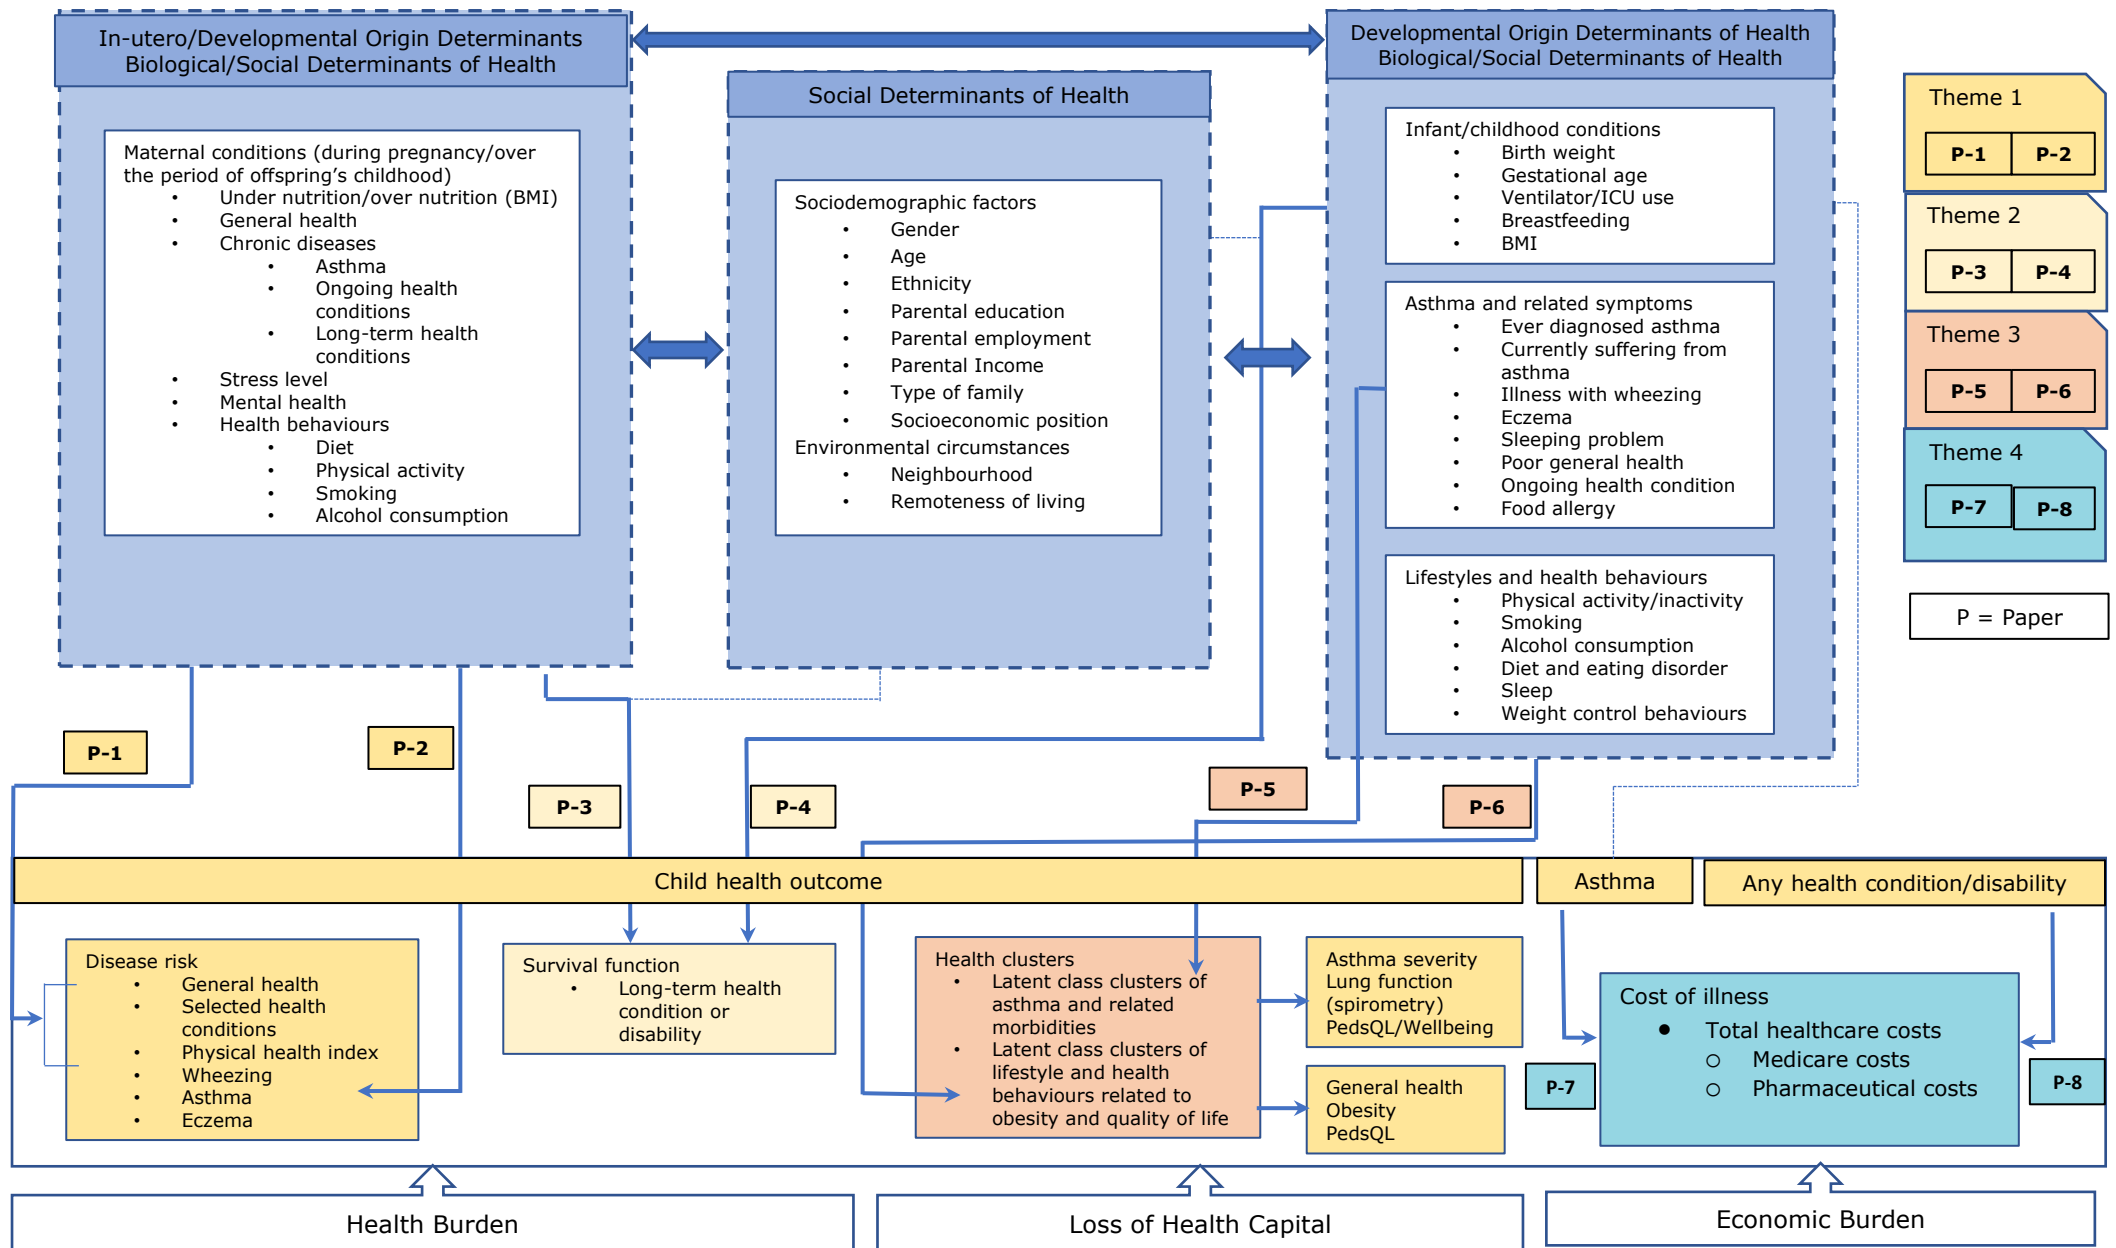 In-utero/Developmental Origin Determinants
Biological/Social Determinants of Health
Maternal conditions (during pregnancy/over
the period of offspring's childhood)
• Under nutrition/over nutrition (BMI)
• General health
• Chronic diseases
• Asthma
• Ongoing health
conditions
• Long-term health
conditions
• Stress level
• Mental health
• Health behaviours
• Diet
• Physical activity
• Smoking
• Alcohol consumption
Social Determinants of Health
Sociodemographic factors
• Gender
• Age
• Ethnicity
• Parental education
• Parental employment
• Parental Income
• Type of family
• Socioeconomic position
Environmental circumstances
• Neighbourhood
• Remoteness of living
Developmental Origin Determinants of Health
Biological/Social Determinants of Health
Infant/childhood conditions
• Birth weight
• Gestational age
• Ventilator/ICU use
• Breastfeeding
• BMI
Asthma and related symptoms
• Ever diagnosed asthma
• Currently suffering from
asthma
• Illness with wheezing
• Eczema
• Sleeping problem
• Poor general health
• Ongoing health condition
• Food allergy
Lifestyles and health behaviours
• Physical activity/inactivity
• Smoking
• Alcohol consumption
• Diet and eating disorder
• Sleep
• Weight control behaviours
Theme 1
P-1 P-2
Theme 2
P-3 P-4
Theme 3
P-5 P-6
Theme 4
P-7 P-8
P = Paper
P-1
P-2
P-3
P-4
P-5
P-6
Child health outcome
Asthma
Any health condition/disability
Disease risk
• General health
• Selected health
conditions
• Physical health index
• Wheezing
• Asthma
• Eczema
Survival function
• Long-term health
condition or
disability
Health clusters
• Latent class clusters of
asthma and related
morbidities
• Latent class clusters of
lifestyle and health
behaviours related to
obesity and quality of life
Asthma severity
Lung function
(spirometry)
PedsQL/Wellbeing
General health
Obesity
PedsQL
P-7
Cost of illness
• Total healthcare costs
○ Medicare costs
○ Pharmaceutical costs
P-8
Health Burden
Loss of Health Capital
Economic Burden